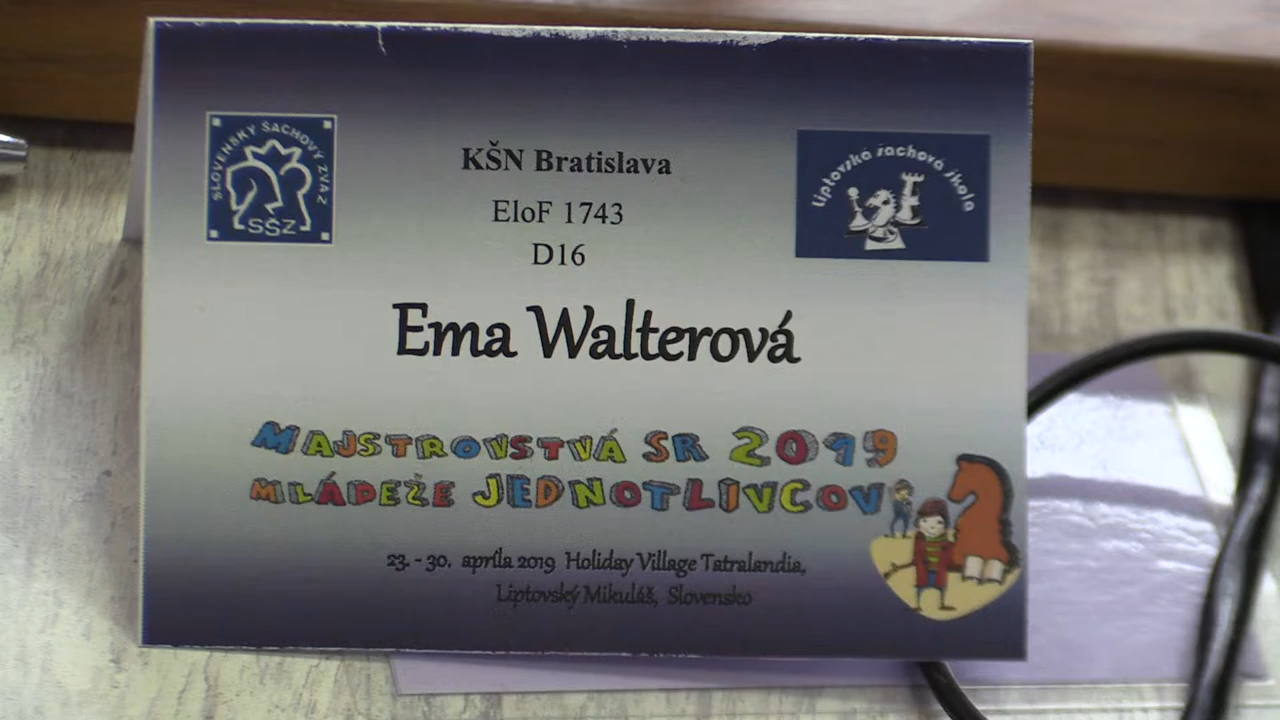 SLOVENSKÝ ŠACHOVÝ ZVÄZ
SŠZ
Liptovská šachová škola
KŠN Bratislava
EloF 1743
D16
Ema Walterová
MAJSTROVSTVÁ SR 2019
MLÁDEŽE JEDNOTLIVCOV
23. - 30. apríla 2019 Holiday Village Tatralandia,
Liptovský Mikuláš, Slovensko